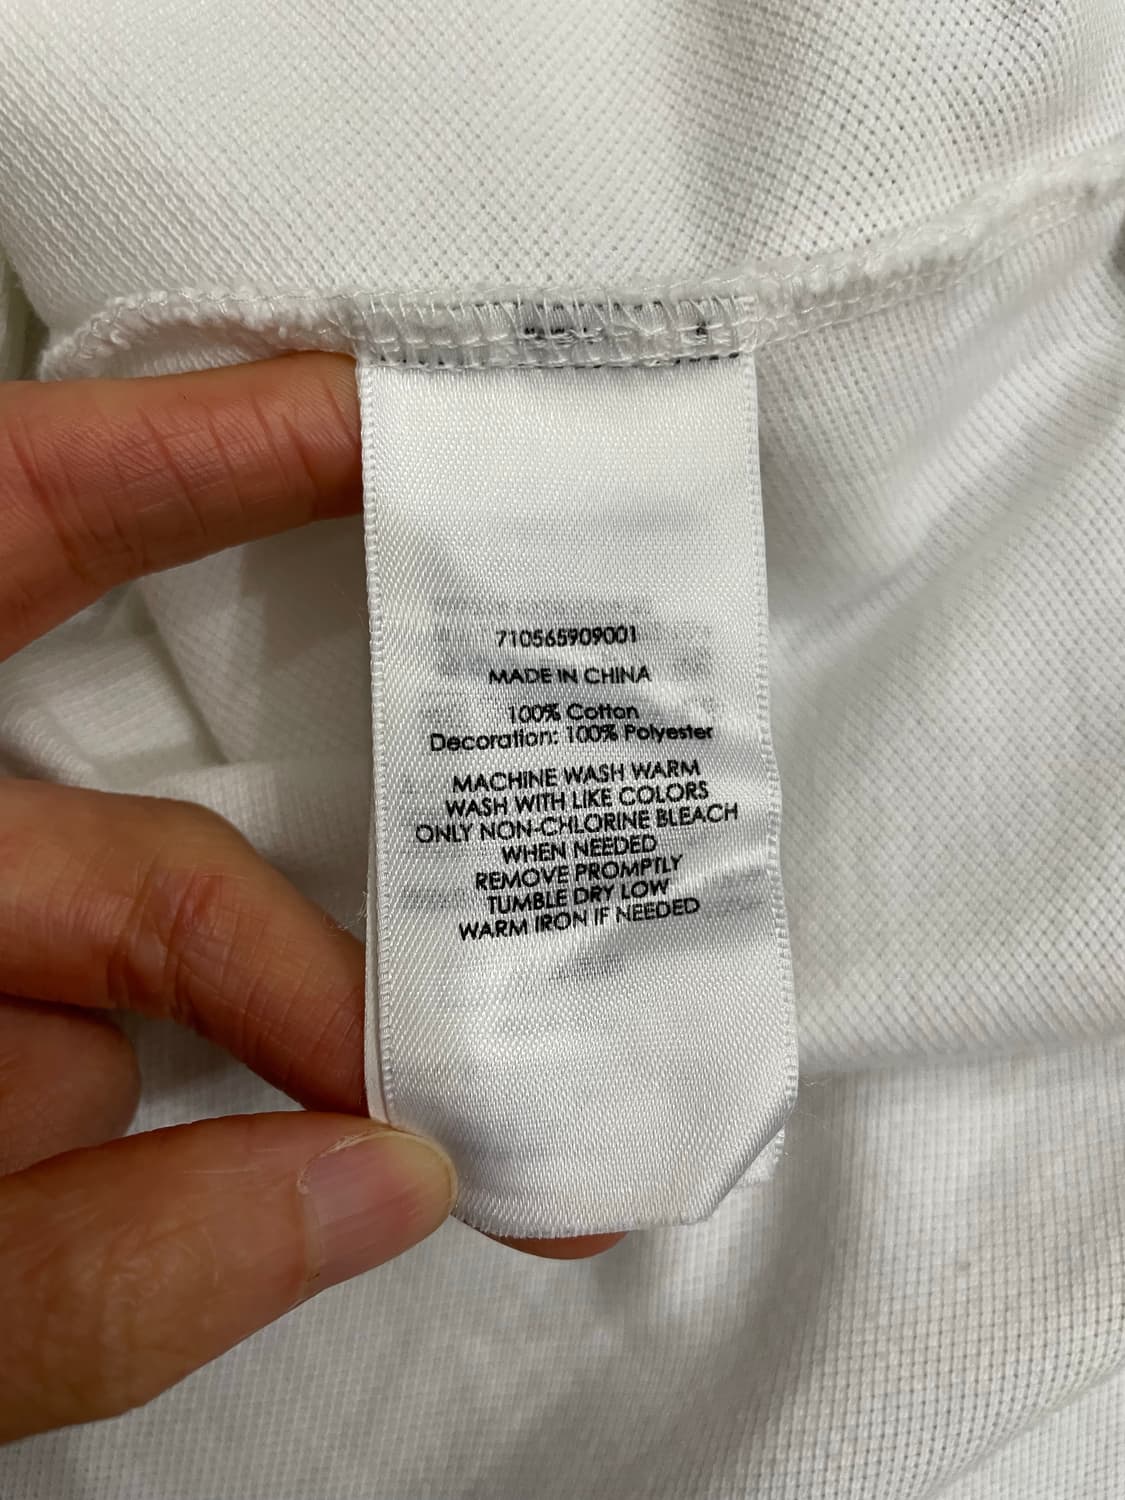 710565909001
MADE IN CHINA
100% Cotton
Decoration: 100% Polyester
MACHINE WASH WARM
WASH WITH LIKE COLORS
ONLY NON-CHLORINE BLEACH
WHEN NEEDED
REMOVE PROMPTLY
TUMBLE DRY LOW
WARM IRON IF NEEDED